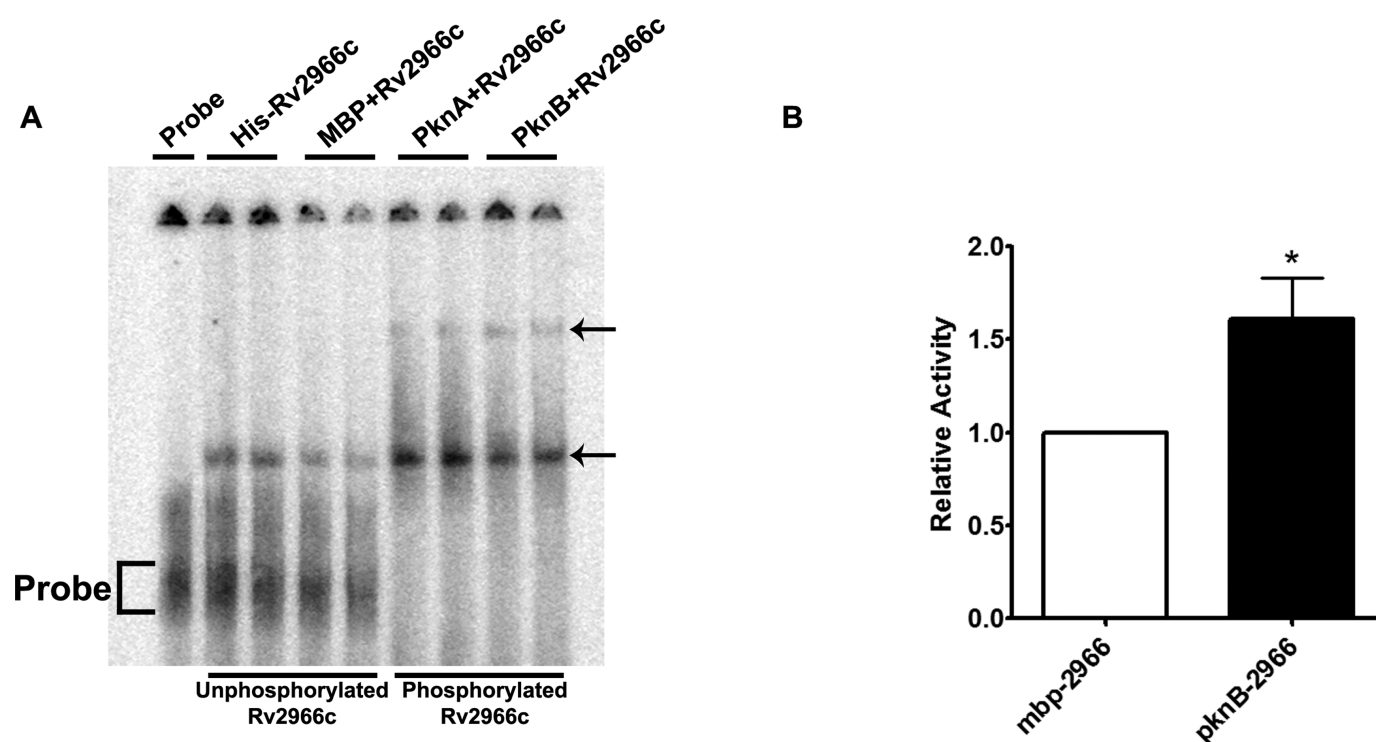 A
Probe
His-Rv2966c
MBP+Rv2966c
PknA+Rv2966c
PknB+Rv2966c
Probe
Unphosphorylated
Rv2966c
Phosphorylated
Rv2966c
B
Relative Activity
2.0
1.5
1.0
0.5
0.0
*
mbp-2966
pknB-2966